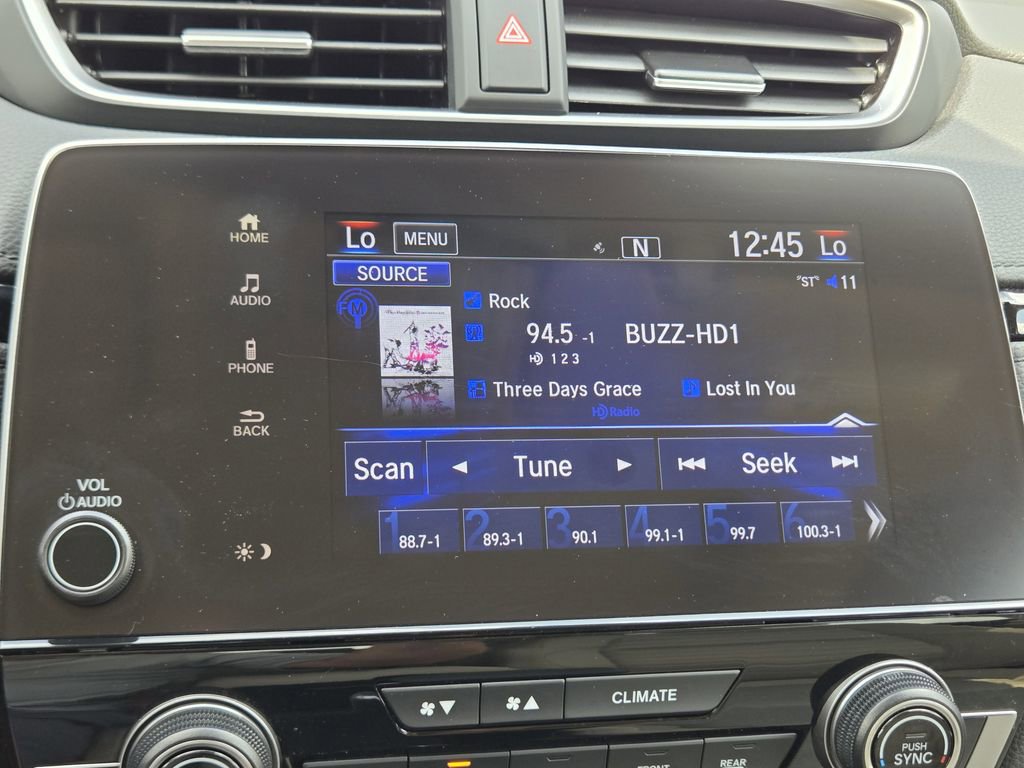 HOME
AUDIO
PHONE
BACK
VOL
AUDIO
Lo MENU N 12:45 Lo
SOURCE
"ST" 11
FM
Rock
94.5 -1 BUZZ-HD1
HD 1 2 3
Three Days Grace Lost In You
HD Radio
Scan Tune Seek
1 88.7-1 2 89.3-1 3 90.1 4 99.1-1 5 99.7 6 100.3-1
CLIMATE
FRONT
REAR
PUSH
SYNC